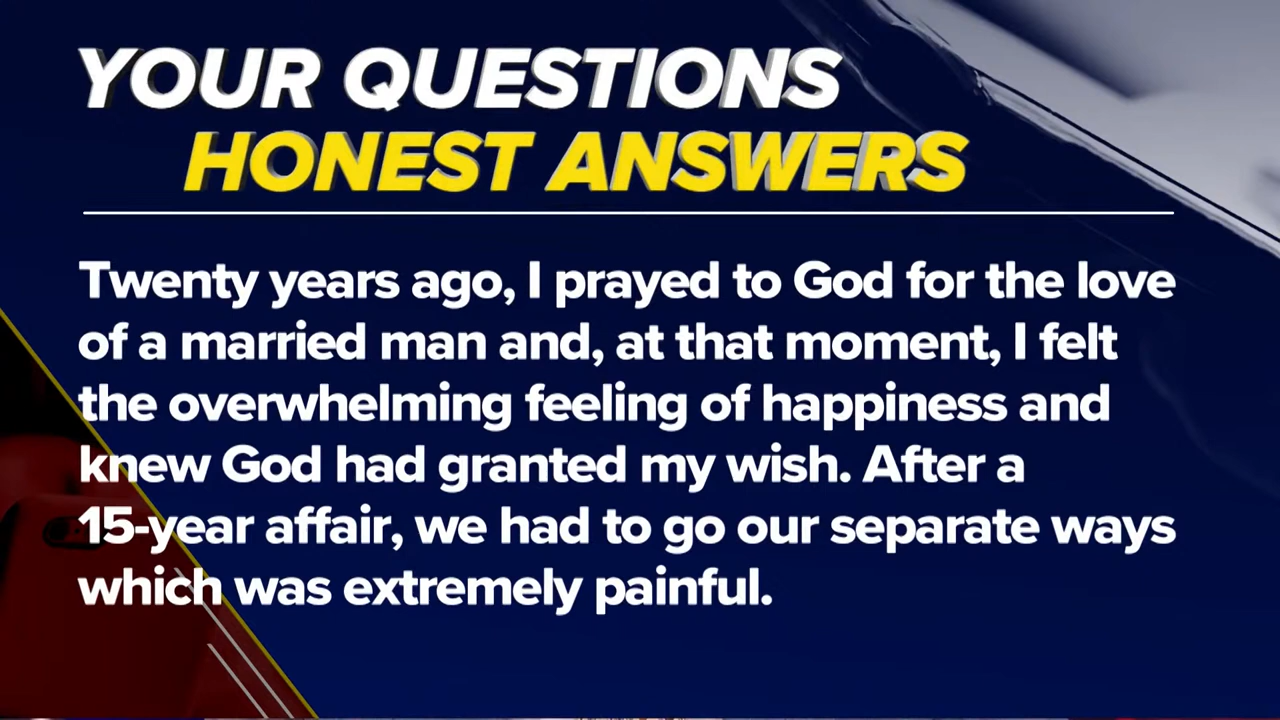 YOUR QUESTIONS
HONEST ANSWERS
Twenty years ago, I prayed to God for the love
of a married man and, at that moment, I felt
the overwhelming feeling of happiness and
knew God had granted my wish. After a
15-year affair, we had to go our separate ways
which was extremely painful.